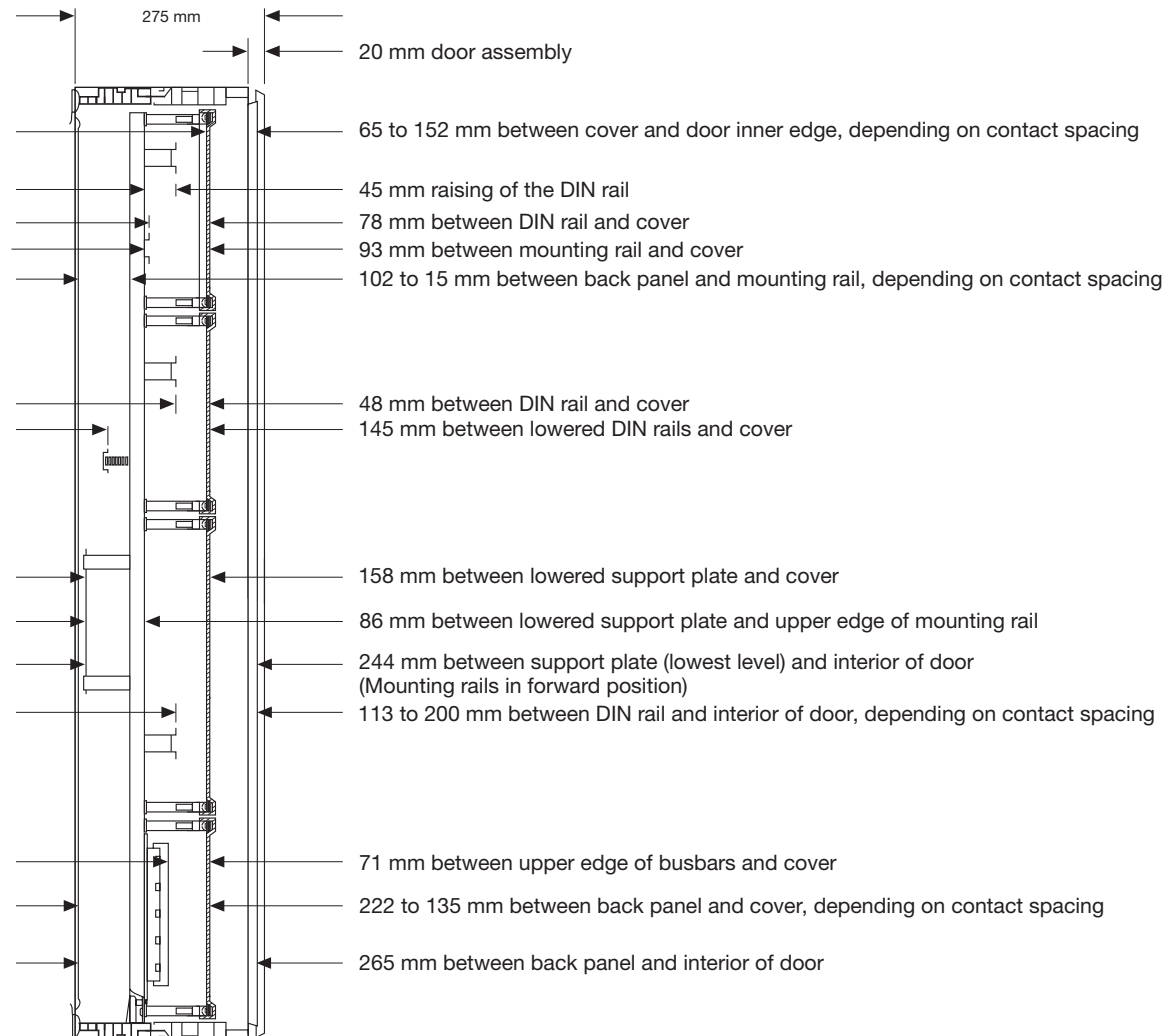 275 mm
20 mm door assembly
65 to 152 mm between cover and door inner edge, depending on contact spacing
45 mm raising of the DIN rail
78 mm between DIN rail and cover
93 mm between mounting rail and cover
102 to 15 mm between back panel and mounting rail, depending on contact spacing
48 mm between DIN rail and cover
145 mm between lowered DIN rails and cover
158 mm between lowered support plate and cover
86 mm between lowered support plate and upper edge of mounting rail
244 mm between support plate (lowest level) and interior of door
(Mounting rails in forward position)
113 to 200 mm between DIN rail and interior of door, depending on contact spacing
71 mm between upper edge of busbars and cover
222 to 135 mm between back panel and cover, depending on contact spacing
265 mm between back panel and interior of door